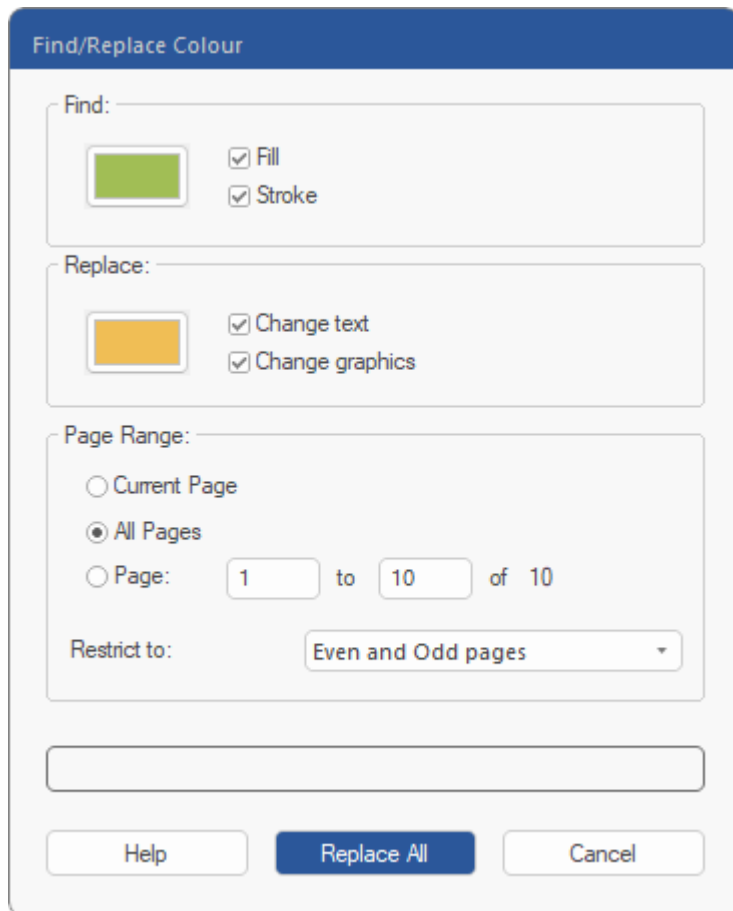 Find/Replace Colour
Find:
Fill
Stroke
Replace:
Change text
Change graphics
Page Range:
Current Page
All Pages
Page: 1 to 10 of 10
Restrict to: Even and Odd pages
Help Replace All Cancel